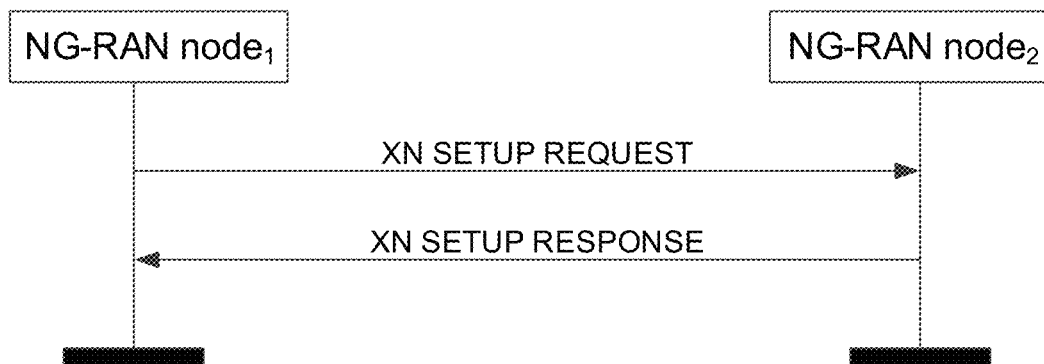 NG-RAN node₁
NG-RAN node₂
XN SETUP REQUEST
XN SETUP RESPONSE